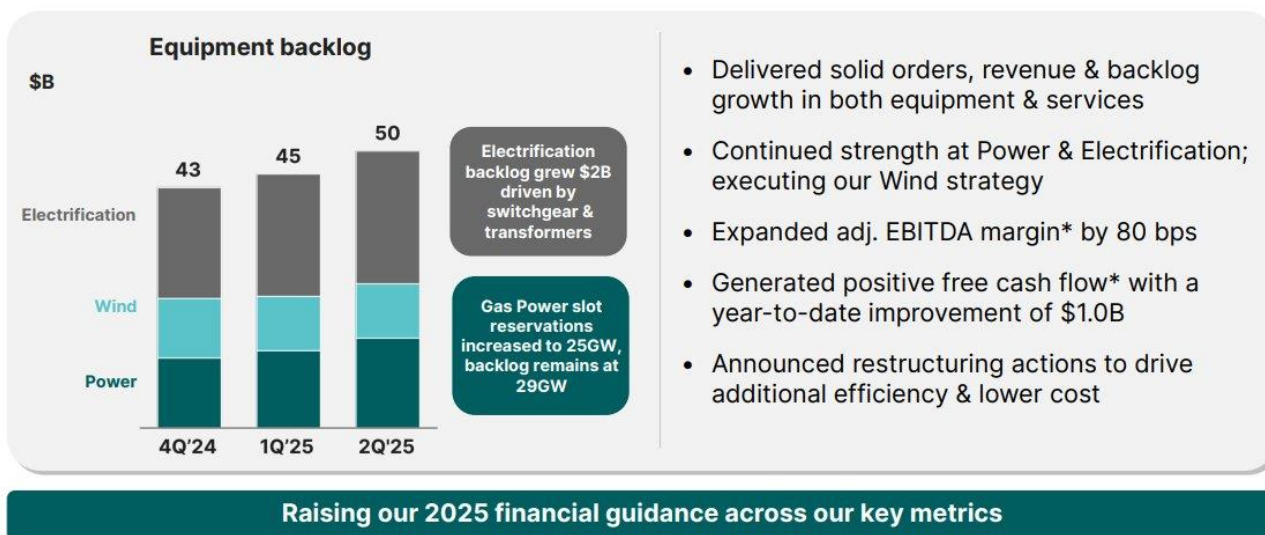 Equipment backlog
$B
43
45
50
Electrification
Wind
Power
4Q’24
1Q’25
2Q’25
Electrification
backlog grew $2B
driven by
switchgear &
transformers
Gas Power slot
reservations
increased to 25GW,
backlog remains at
29GW
• Delivered solid orders, revenue & backlog
growth in both equipment & services
• Continued strength at Power & Electrification;
executing our Wind strategy
• Expanded adj. EBITDA margin* by 80 bps
• Generated positive free cash flow* with a
year-to-date improvement of $1.0B
• Announced restructuring actions to drive
additional efficiency & lower cost
Raising our 2025 financial guidance across our key metrics